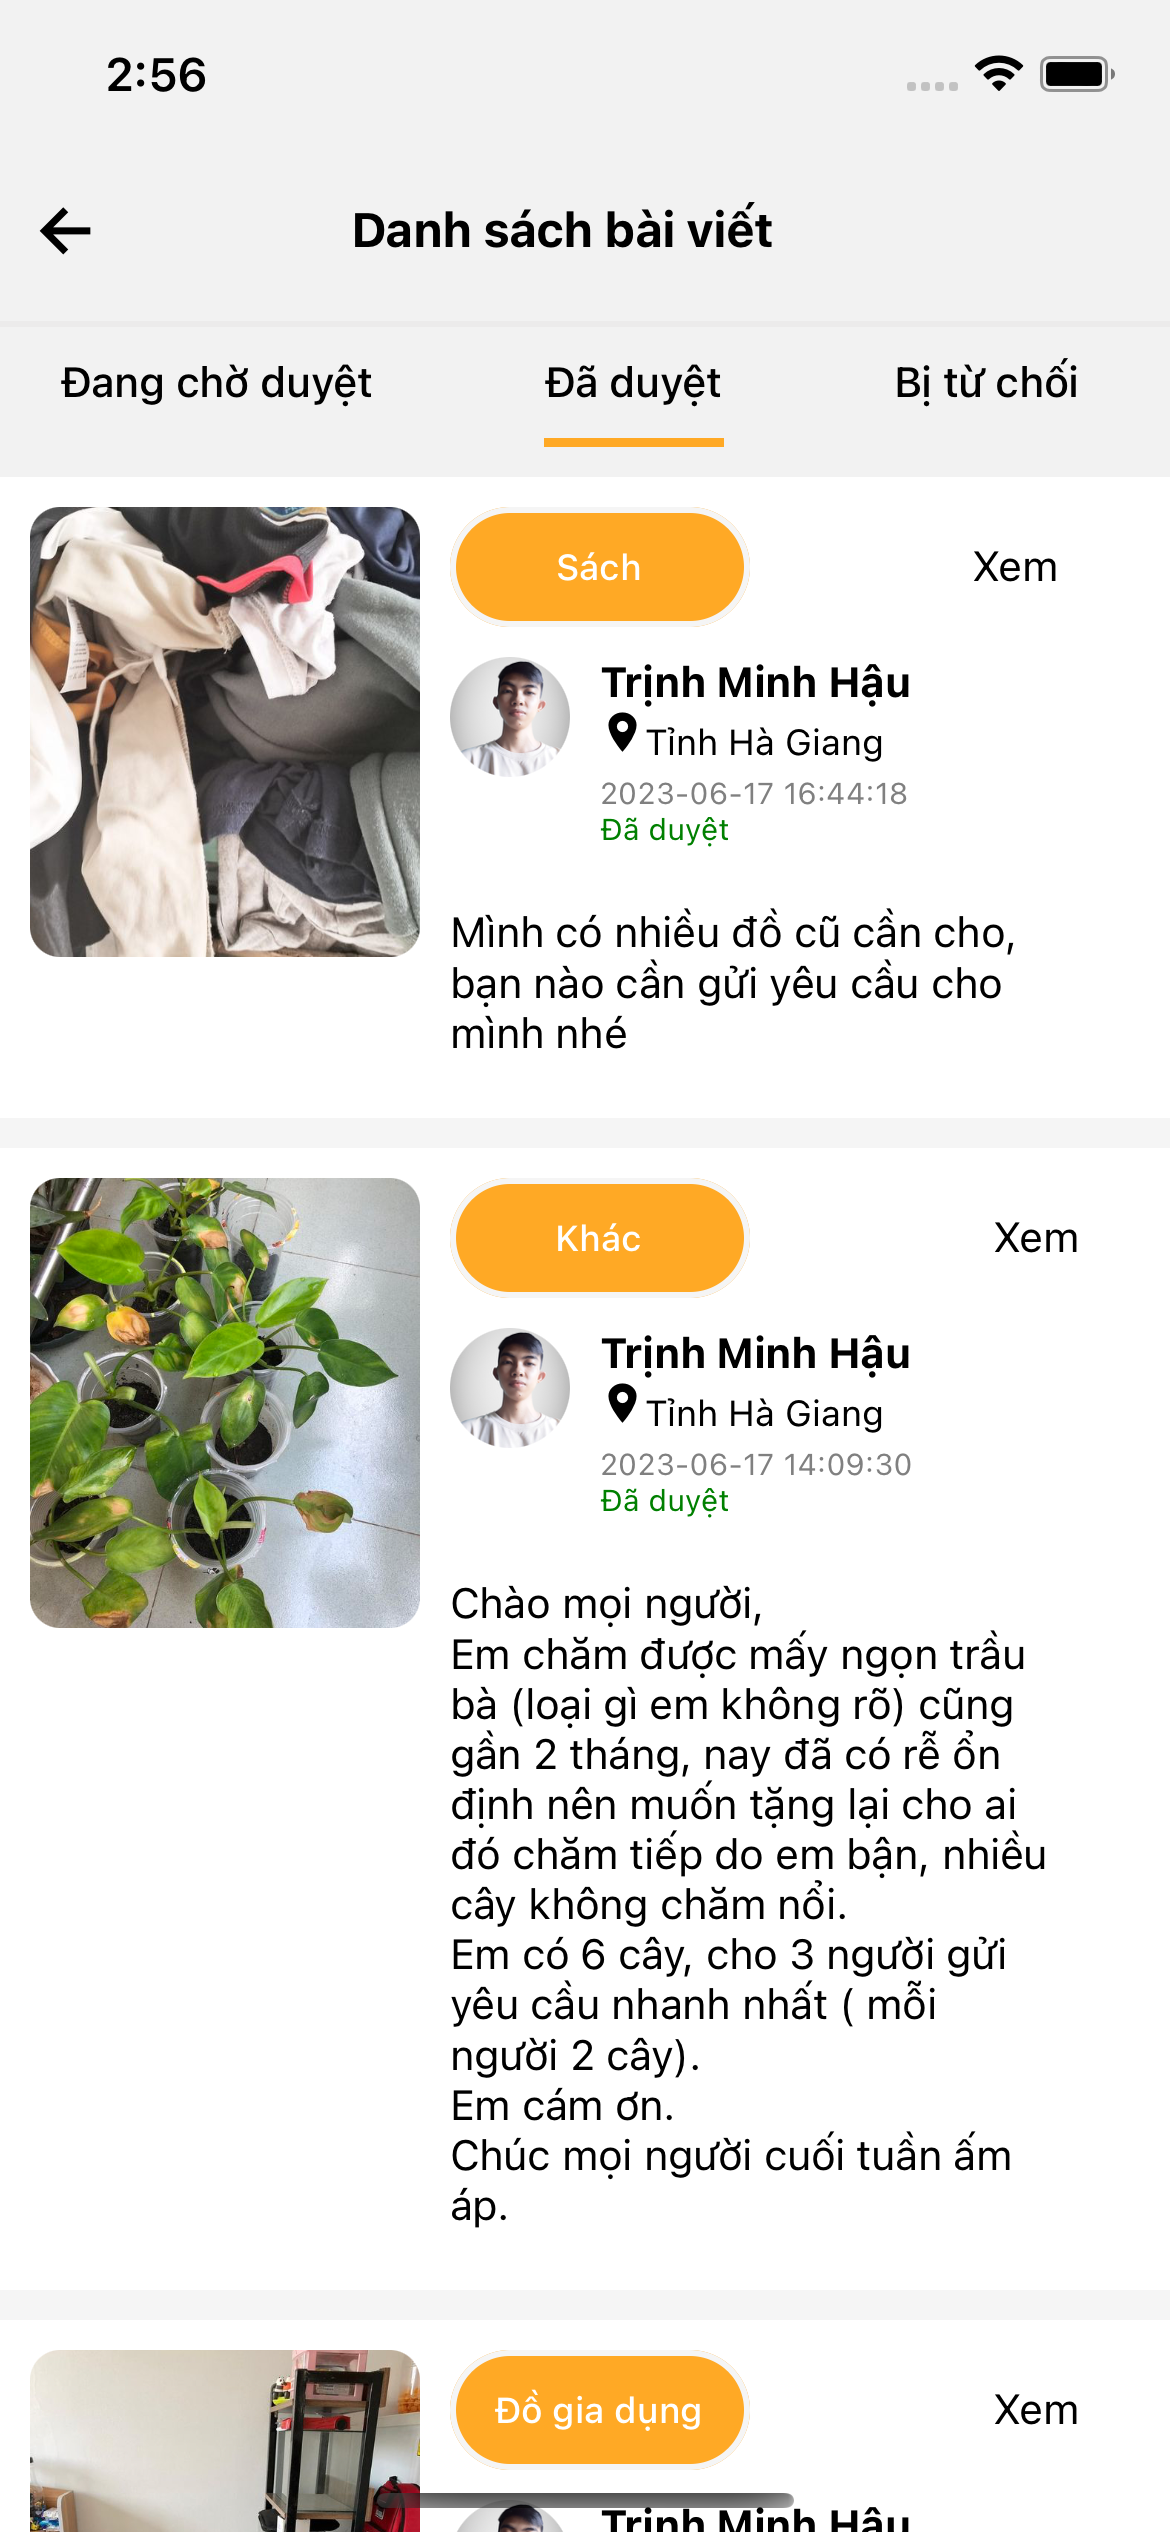 2:56
Danh sách bài viết
Đang chờ duyệt
Đã duyệt
Bị từ chối
Sách
Xem
Trịnh Minh Hậu
Tỉnh Hà Giang
2023-06-17 16:44:18
Đã duyệt
Mình có nhiều đồ cũ cần cho,
bạn nào cần gửi yêu cầu cho
mình nhé
Khác
Xem
Trịnh Minh Hậu
Tỉnh Hà Giang
2023-06-17 14:09:30
Đã duyệt
Chào mọi người,
Em chăm được mấy ngọn trầu
bà (loại gì em không rõ) cũng
gần 2 tháng, nay đã có rễ ổn
định nên muốn tặng lại cho ai
đó chăm tiếp do em bận, nhiều
cây không chăm nổi.
Em có 6 cây, cho 3 người gửi
yêu cầu nhanh nhất ( mỗi
người 2 cây).
Em cám ơn.
Chúc mọi người cuối tuần ấm
áp.
Đồ gia dụng
Xem
Trịnh Minh Hậu